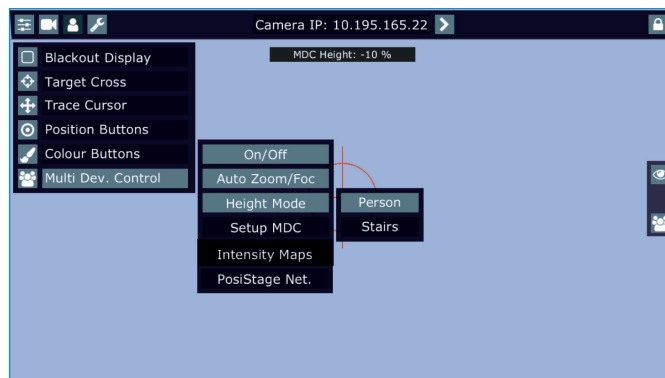 Camera IP: 10.195.165.22
MDC Height: -10 %
Blackout Display
Target Cross
Trace Cursor
Position Buttons
Colour Buttons
Multi Dev. Control
On/Off
Auto Zoom/Foc
Height Mode
Setup MDC
Intensity Maps
PosiStage Net.
Person
Stairs